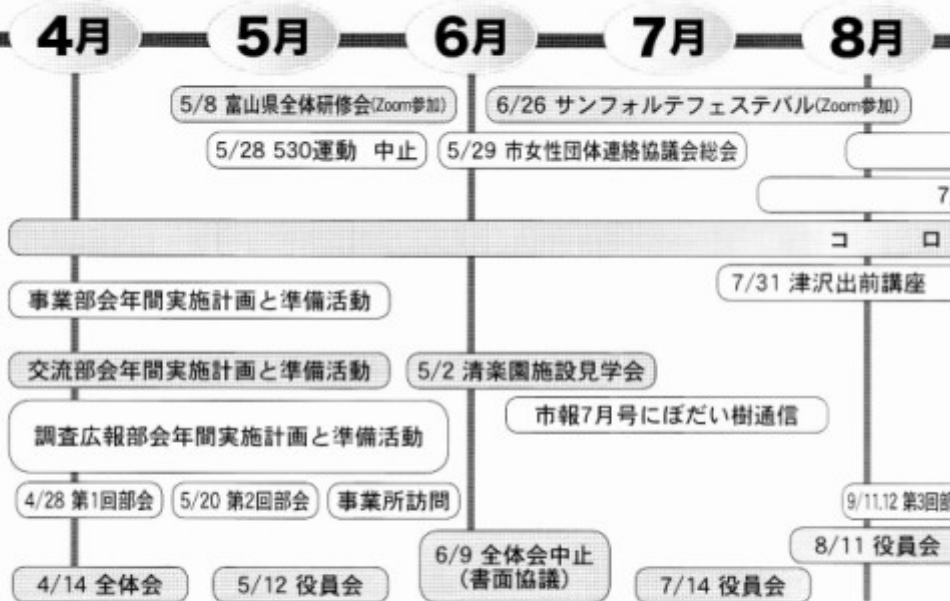 4月 5月 6月 7月 8月
5/8 富山県全体研修会(Zoom参加) 6/26 サンフォルテフェステバル(Zoom参加)
5/28 530運動 中止 5/29 市女性団体連絡協議会総会
7
コ ロ
7/31 津沢出前講座
事業部会年間実施計画と準備活動
交流部会年間実施計画と準備活動 5/2 清楽園施設見学会
市報7月号にぼだい樹通信
調査広報部会年間実施計画と準備活動
4/28 第1回部会 5/20 第2回部会 事業所訪問 9/11.12 第3回部
8/11 役員会
6/9 全体会中止
(書面協議)
4/14 全体会 5/12 役員会 7/14 役員会